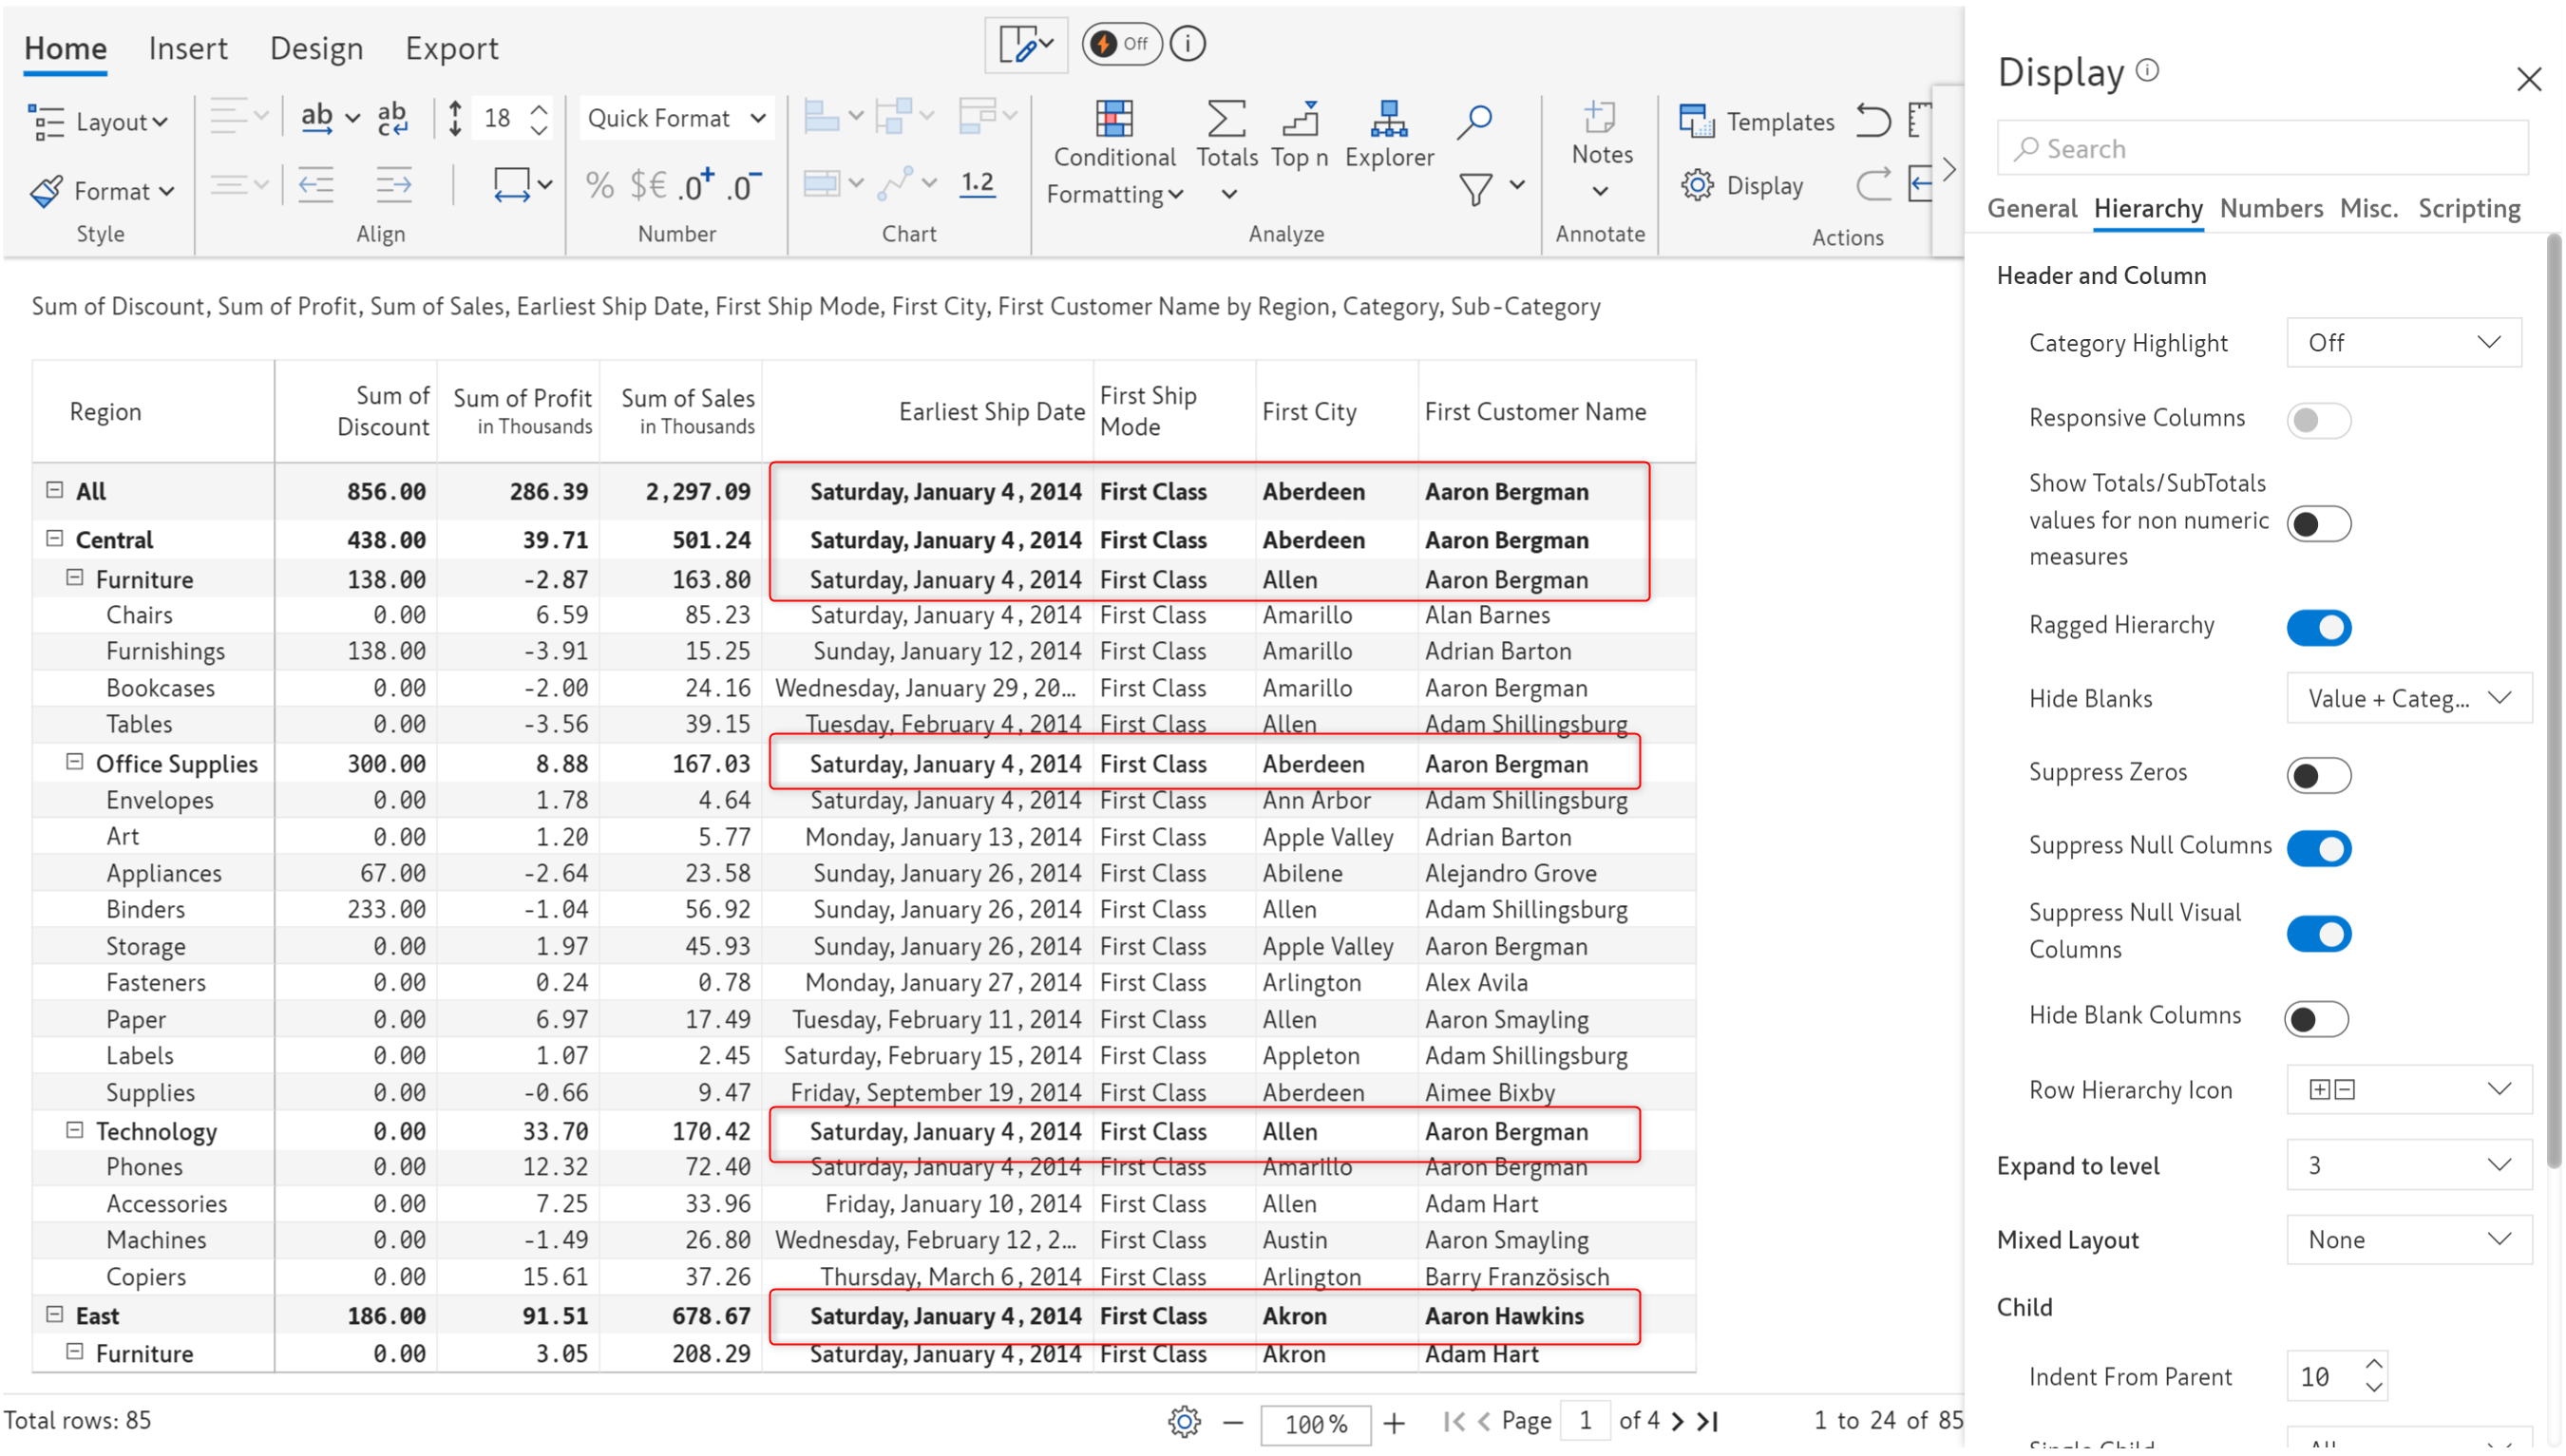 Home Insert Design Export Off
Layout ab ab c 18 Quick Format Templates
Conditional Formatting Totals Top n Explorer Notes
Format % $€ .0+ .0- 1.2 Display
Style Align Number Chart Analyze Annotate Actions
Sum of Discount, Sum of Profit, Sum of Sales, Earliest Ship Date, First Ship Mode, First City, First Customer Name by Region, Category, Sub-Category
Region Sum of Discount Sum of Profit in Thousands Sum of Sales in Thousands Earliest Ship Date First Ship Mode First City First Customer Name
All 856.00 286.39 2,297.09 Saturday, January 4, 2014 First Class Aberdeen Aaron Bergman
Central 438.00 39.71 501.24 Saturday, January 4, 2014 First Class Aberdeen Aaron Bergman
Furniture 138.00 -2.87 163.80 Saturday, January 4, 2014 First Class Allen Aaron Bergman
Chairs 0.00 6.59 85.23 Saturday, January 4, 2014 First Class Amarillo Alan Barnes
Furnishings 138.00 -3.91 15.25 Sunday, January 12, 2014 First Class Amarillo Adrian Barton
Bookcases 0.00 -2.00 24.16 Wednesday, January 29, 20... First Class Amarillo Aaron Bergman
Tables 0.00 -3.56 39.15 Tuesday, February 4, 2014 First Class Allen Adam Shillingsburg
Office Supplies 300.00 8.88 167.03 Saturday, January 4, 2014 First Class Aberdeen Aaron Bergman
Envelopes 0.00 1.78 4.64 Saturday, January 4, 2014 First Class Ann Arbor Adam Shillingsburg
Art 0.00 1.20 5.77 Monday, January 13, 2014 First Class Apple Valley Adrian Barton
Appliances 67.00 -2.64 23.58 Sunday, January 26, 2014 First Class Abilene Alejandro Grove
Binders 233.00 -1.04 56.92 Sunday, January 26, 2014 First Class Allen Adam Shillingsburg
Storage 0.00 1.97 45.93 Sunday, January 26, 2014 First Class Apple Valley Aaron Bergman
Fasteners 0.00 0.24 0.78 Monday, January 27, 2014 First Class Arlington Alex Avila
Paper 0.00 6.97 17.49 Tuesday, February 11, 2014 First Class Allen Aaron Smayling
Labels 0.00 1.07 2.45 Saturday, February 15, 2014 First Class Appleton Adam Shillingsburg
Supplies 0.00 -0.66 9.47 Friday, September 19, 2014 First Class Aberdeen Aimee Bixby
Technology 0.00 33.70 170.42 Saturday, January 4, 2014 First Class Allen Aaron Bergman
Phones 0.00 12.32 72.40 Saturday, January 4, 2014 First Class Amarillo Aaron Bergman
Accessories 0.00 7.25 33.96 Friday, January 10, 2014 First Class Allen Adam Hart
Machines 0.00 -1.49 26.80 Wednesday, February 12, 2... First Class Austin Aaron Smayling
Copiers 0.00 15.61 37.26 Thursday, March 6, 2014 First Class Arlington Barry Französisch
East 186.00 91.51 678.67 Saturday, January 4, 2014 First Class Akron Aaron Hawkins
Furniture 0.00 3.05 208.29 Saturday, January 4, 2014 First Class Akron Adam Hart
Total rows: 85 100 % Page 1 of 4 1 to 24 of 85
Display
Search
General Hierarchy Numbers Misc. Scripting
Header and Column
Category Highlight Off
Responsive Columns
Show Totals/SubTotals
values for non numeric
measures
Ragged Hierarchy
Hide Blanks Value + Categ...
Suppress Zeros
Suppress Null Columns
Suppress Null Visual
Columns
Hide Blank Columns
Row Hierarchy Icon
Expand to level 3
Mixed Layout None
Child
Indent From Parent 10
Single Child All